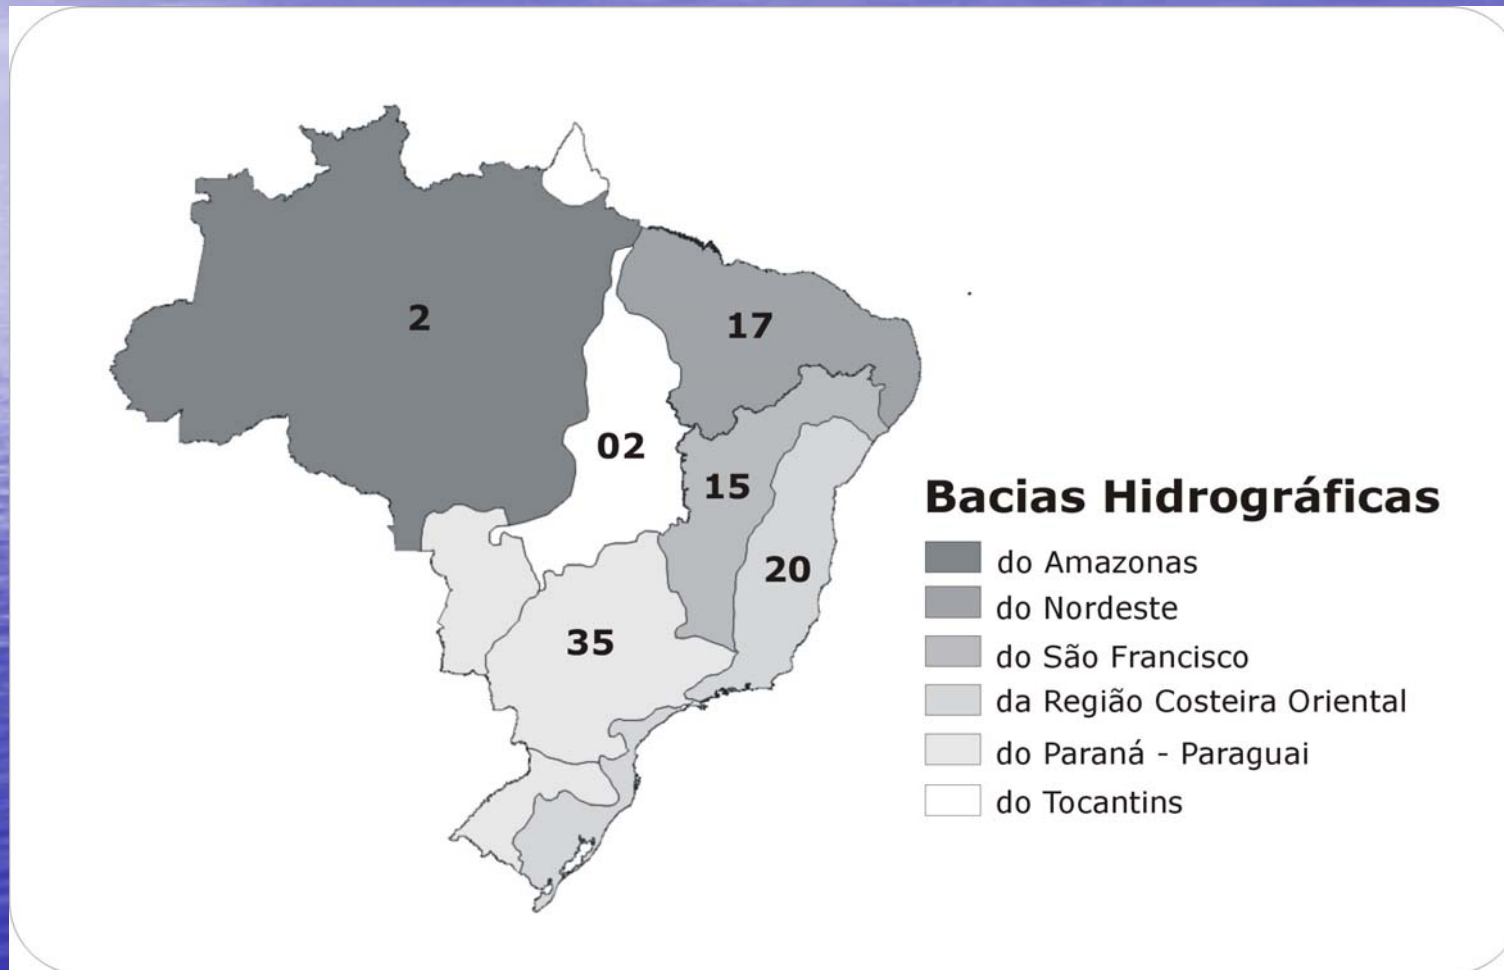 2
17
02
15
20
35
Bacias Hidrográficas
do Amazonas
do Nordeste
do São Francisco
da Região Costeira Oriental
do Paraná - Paraguai
do Tocantins